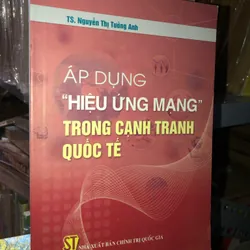 TS. Nguyễn Thị Tường Anh
ÁP DỤNG
"HIỆU ỨNG MẠNG"
TRONG CẠNH TRANH
QUỐC TẾ
ST
NHÀ XUẤT BẢN CHÍNH TRỊ QUỐC GIA